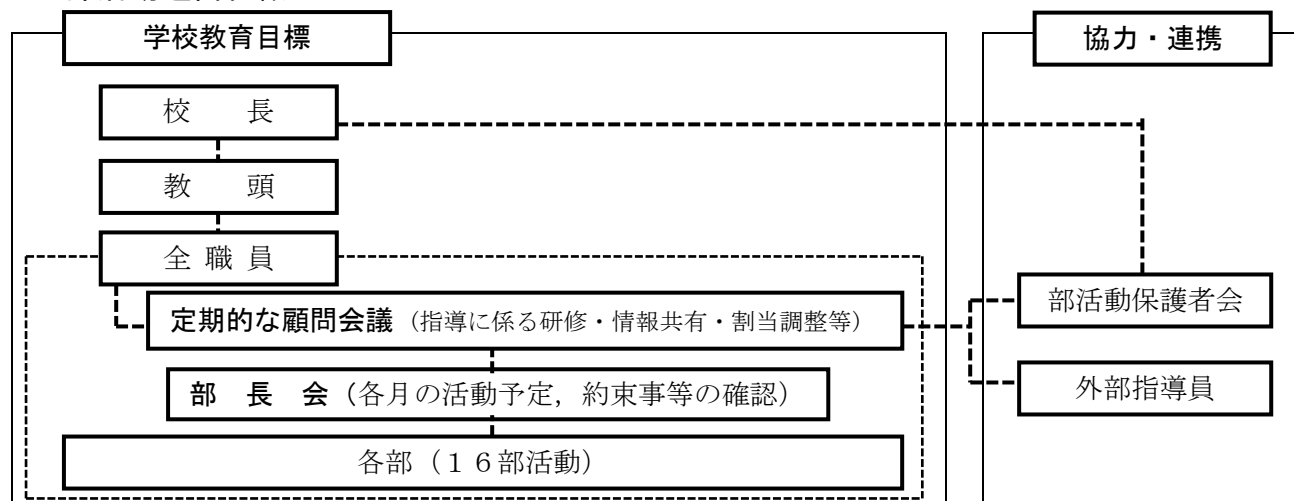 学校教育目標
協力・連携
校　　長
教　　頭
全 職 員
定期的な顧問会議（指導に係る研修・情報共有・割当調整等）
部活動保護者会
部　長　会（各月の活動予定，約束事等の確認）
外部指導員
各部（１６部活動）